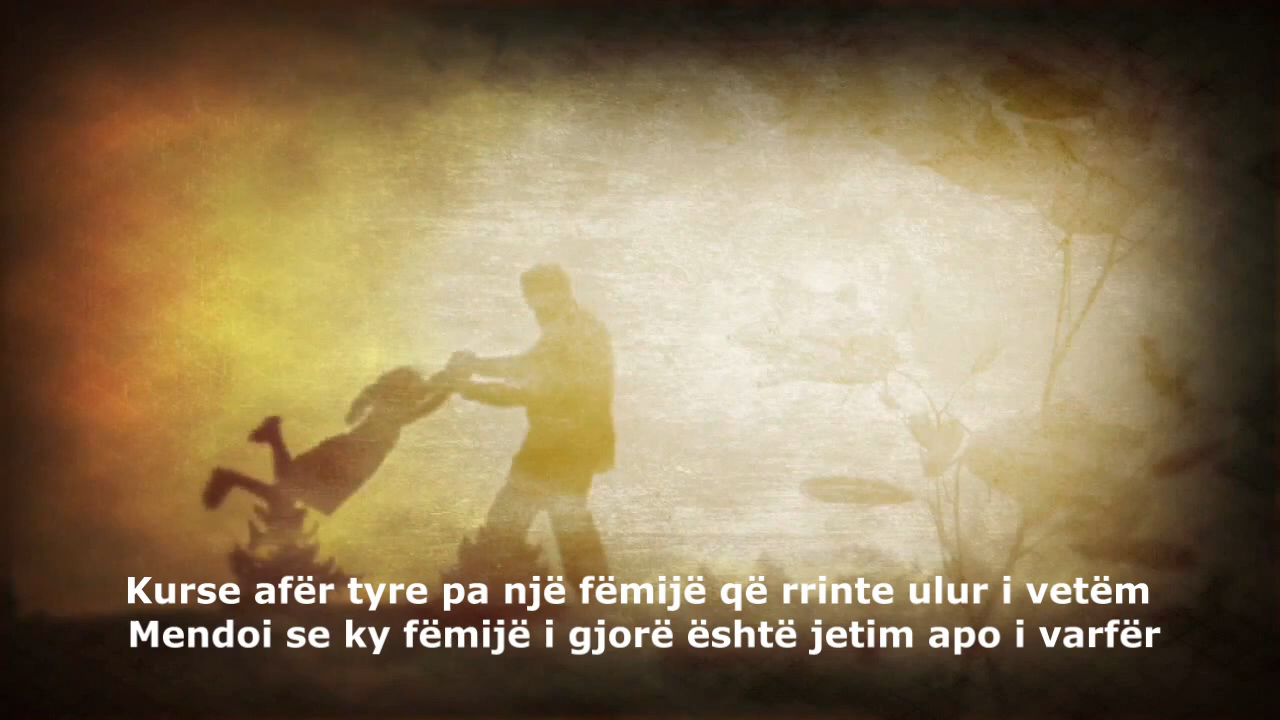 Kurse afër tyre pa një fëmijë që rrinte ulur i vetëm
Mendoi se ky fëmijë i gjorë është jetim apo i varfër